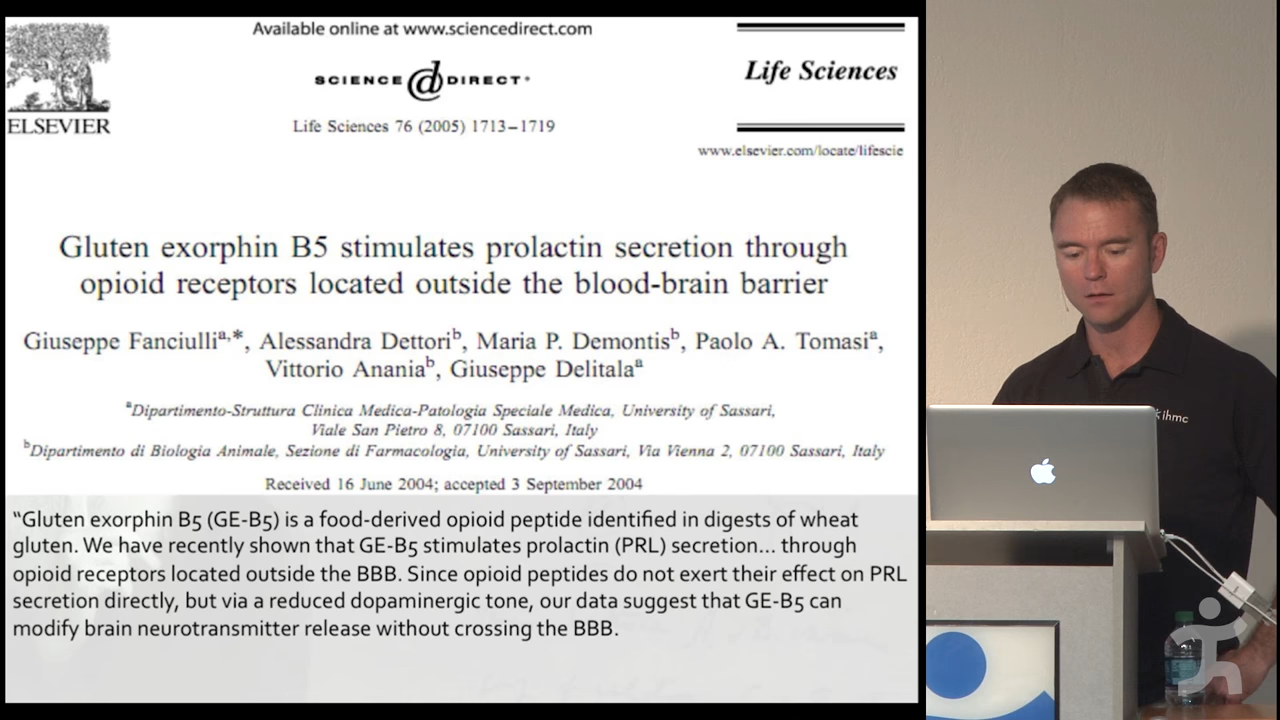 Available online at www.sciencedirect.com
SCIENCE @ DIRECT®
Life Sciences
ELSEVIER
Life Sciences 76 (2005) 1713–1719
www.elsevier.com/locate/lifescie
Gluten exorphin B5 stimulates prolactin secretion through
opioid receptors located outside the blood-brain barrier
Giuseppe Fanciulliᵃ,*, Alessandra Dettoriᵇ, Maria P. Demontisᵇ, Paolo A. Tomasiᵃ,
Vittorio Ananiaᵇ, Giuseppe Delitalaᵃ
ᵃDipartimento-Struttura Clinica Medica-Patologia Speciale Medica, University of Sassari,
Viale San Pietro 8, 07100 Sassari, Italy
ᵇDipartimento di Biologia Animale, Sezione di Farmacologia, University of Sassari, Via Vienna 2, 07100 Sassari, Italy
Received 16 June 2004; accepted 3 September 2004
“Gluten exorphin B5 (GE-B5) is a food-derived opioid peptide identified in digests of wheat
gluten. We have recently shown that GE-B5 stimulates prolactin (PRL) secretion... through
opioid receptors located outside the BBB. Since opioid peptides do not exert their effect on PRL
secretion directly, but via a reduced dopaminergic tone, our data suggest that GE-B5 can
modify brain neurotransmitter release without crossing the BBB.
ihmc